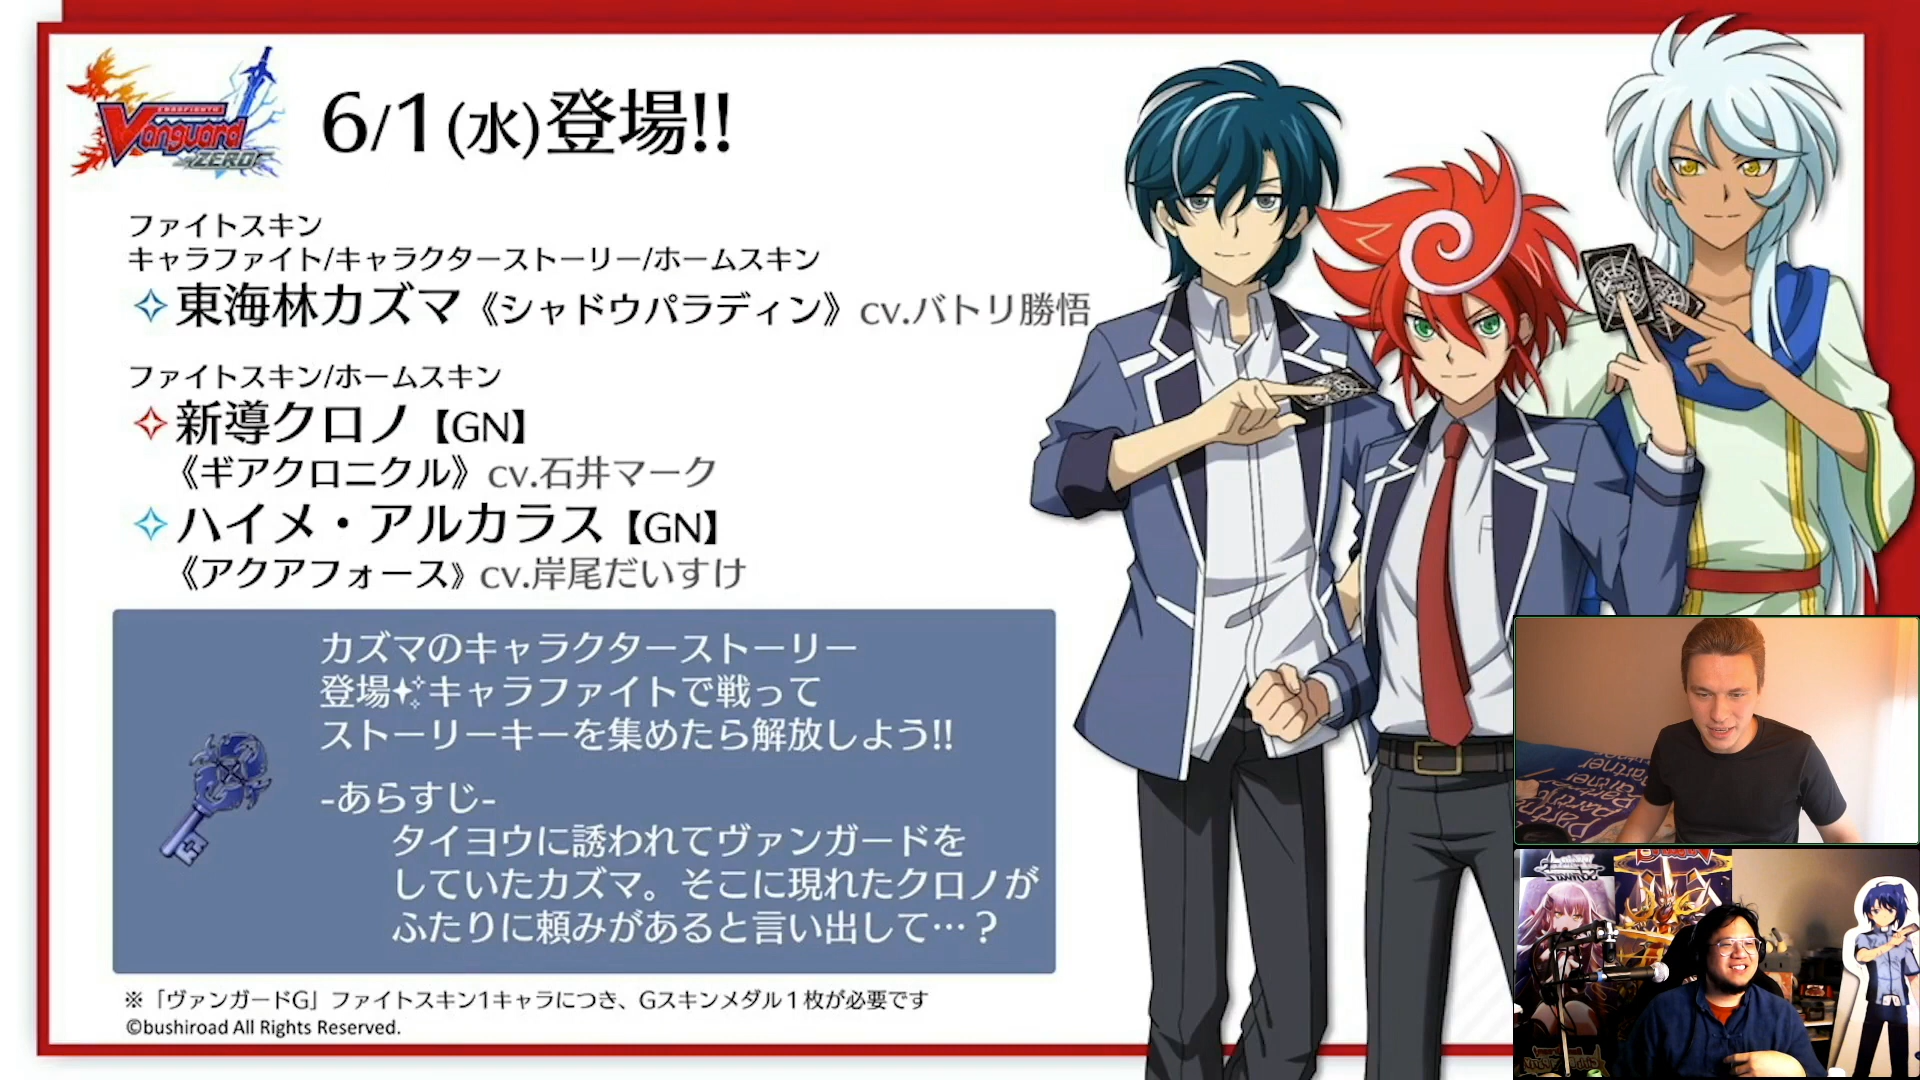 CARDFIGHT!!
Vanguard
ZERO
6/1(水)登場!!
ファイトスキン
キャラファイト/キャラクターストーリー/ホームスキン
東海林カズマ《シャドウパラディン》cv.バトリ勝悟
ファイトスキン/ホームスキン
新導クロノ【GN】
《ギアクロニクル》cv.石井マーク
ハイメ・アルカラス【GN】
《アクアフォース》cv.岸尾だいすけ
カズマのキャラクターストーリー
登場✨キャラファイトで戦って
ストーリーキーを集めたら解放しよう!!
-あらすじ-
タイヨウに誘われてヴァンガードを
していたカズマ。そこに現れたクロノが
ふたりに頼みがあると言い出して…？
※「ヴァンガードG」ファイトスキン1キャラにつき、Gスキンメダル１枚が必要です
©bushiroad All Rights Reserved.